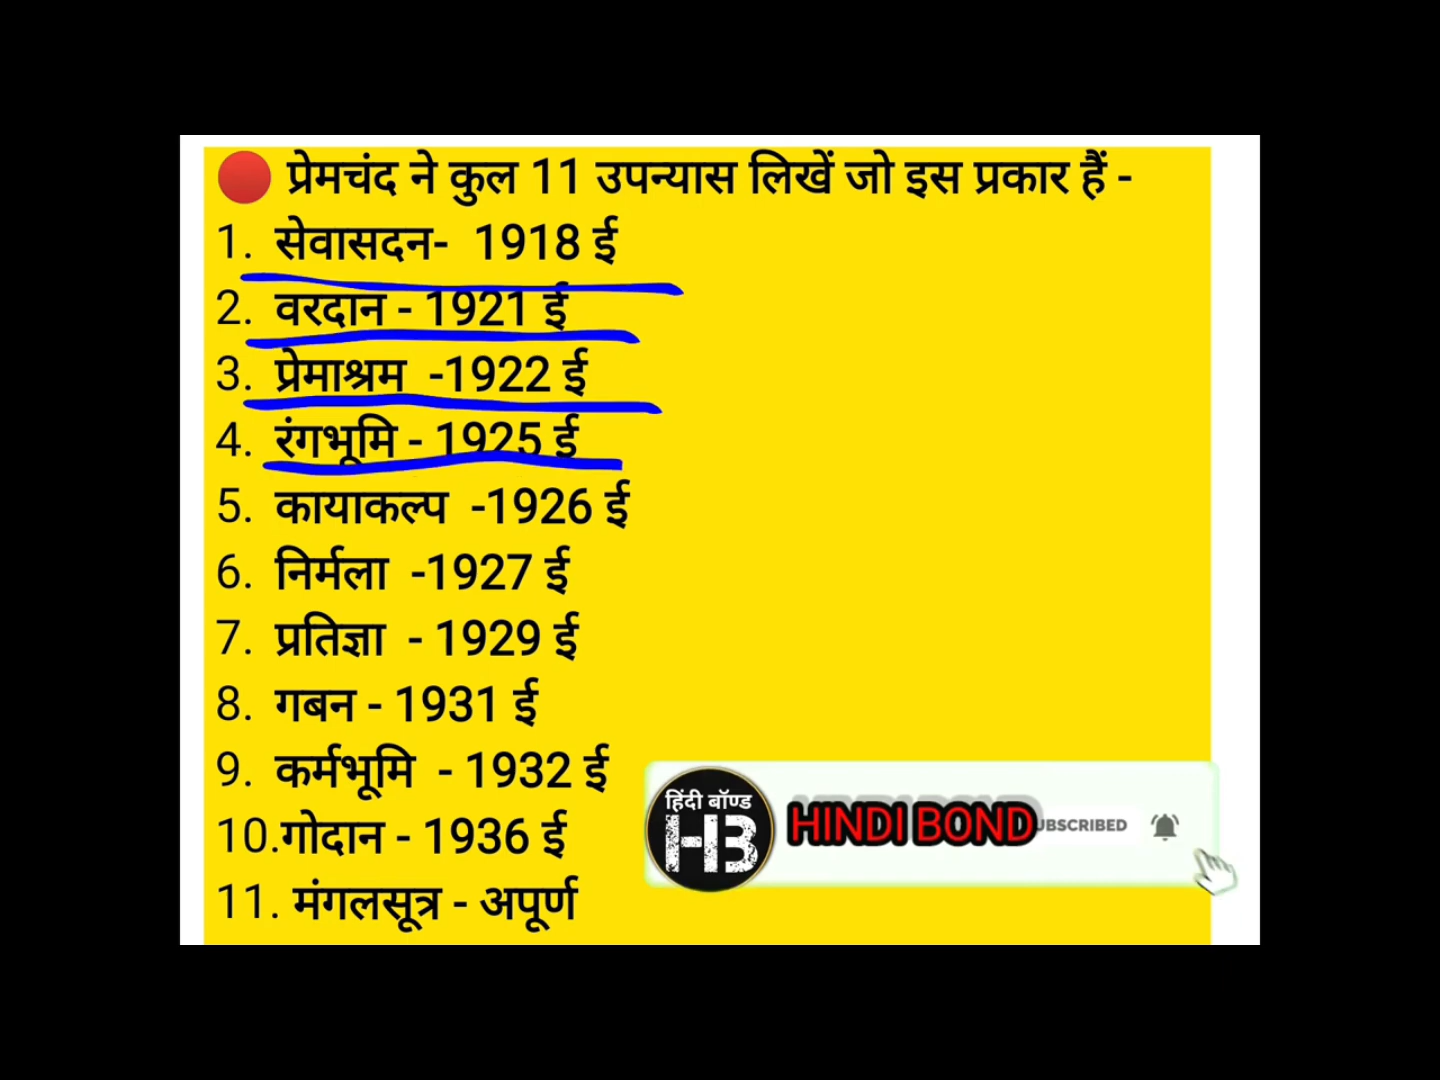 प्रेमचंद ने कुल 11 उपन्यास लिखें जो इस प्रकार हैं -
1. सेवासदन- 1918 ई
2. वरदान - 1921 ई
3. प्रेमाश्रम -1922 ई
4. रंगभूमि - 1925 ई
5. कायाकल्प -1926 ई
6. निर्मला -1927 ई
7. प्रतिज्ञा - 1929 ई
8. गबन - 1931 ई
9. कर्मभूमि - 1932 ई
10.गोदान - 1936 ई
11. मंगलसूत्र - अपूर्ण
हिंदी बॉण्ड
HB
HINDI BOND
UBSCRIBED